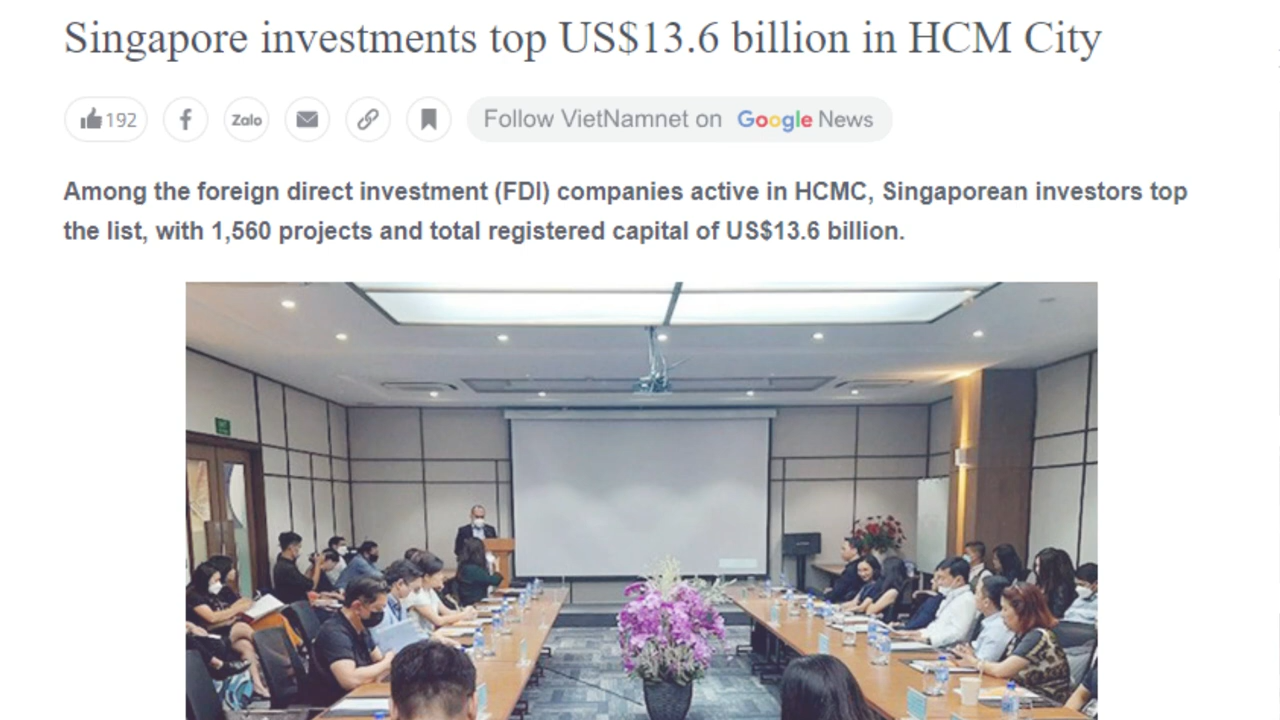 Singapore investments top US$13.6 billion in HCM City
192 Zalo Follow VietNamnet on Google News
Among the foreign direct investment (FDI) companies active in HCMC, Singaporean investors top
the list, with 1,560 projects and total registered capital of US$13.6 billion.